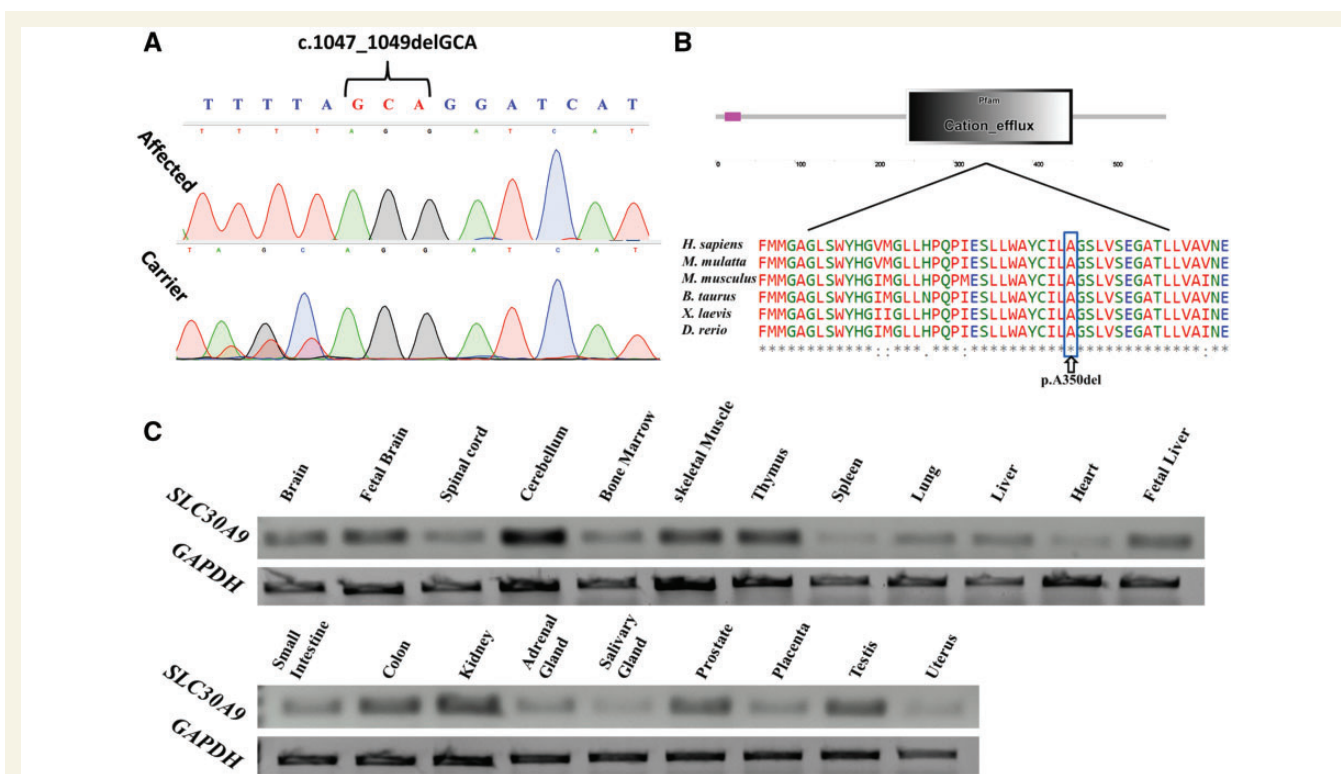 A
c.1047_1049delGCA
T T T T A G C A G G A T C A T
T T T T A G G A T C A T
Affected
T A G C A G G A T C A T
Carrier
B
Pfam
Cation_efflux
0 100 200 300 400 500
H. sapiens FMMGAGLSWYHGVMGLLHPQPIESLLWAYCILAGSLVSEGATLLVAVNE
M. mulatta FMMGAGLSWYHGVMGLLHPQPIESLLWAYCILAGSLVSEGATLLVAVNE
M. musculus FMMGAGLSWYHGIMGLLHPQPMESLLWAYCILAGSLVSEGATLLVAINE
B. taurus FMMGAGLSWYHGIMGLLNPQPIESLLWAYCILAGSLVSEGATLLVAVNE
X. laevis FMMGAGLSWYHGIIGLLHPQPIESLLWAYCILAGSLVSEGATLLVAINE
D. rerio FMMGAGLSWYHGIMGLLHPQPIESLLWAYCILAGSLVSEGATLLVAINE
p.A350del
C
Brain Fetal Brain Spinal cord Cerebellum Bone Marrow skeletal Muscle Thymus Spleen Lung Liver Heart Fetal Liver
SLC30A9
GAPDH
Small Intestine Colon Kidney Adrenal Gland Salivary Gland Prostate Placenta Testis Uterus
SLC30A9
GAPDH